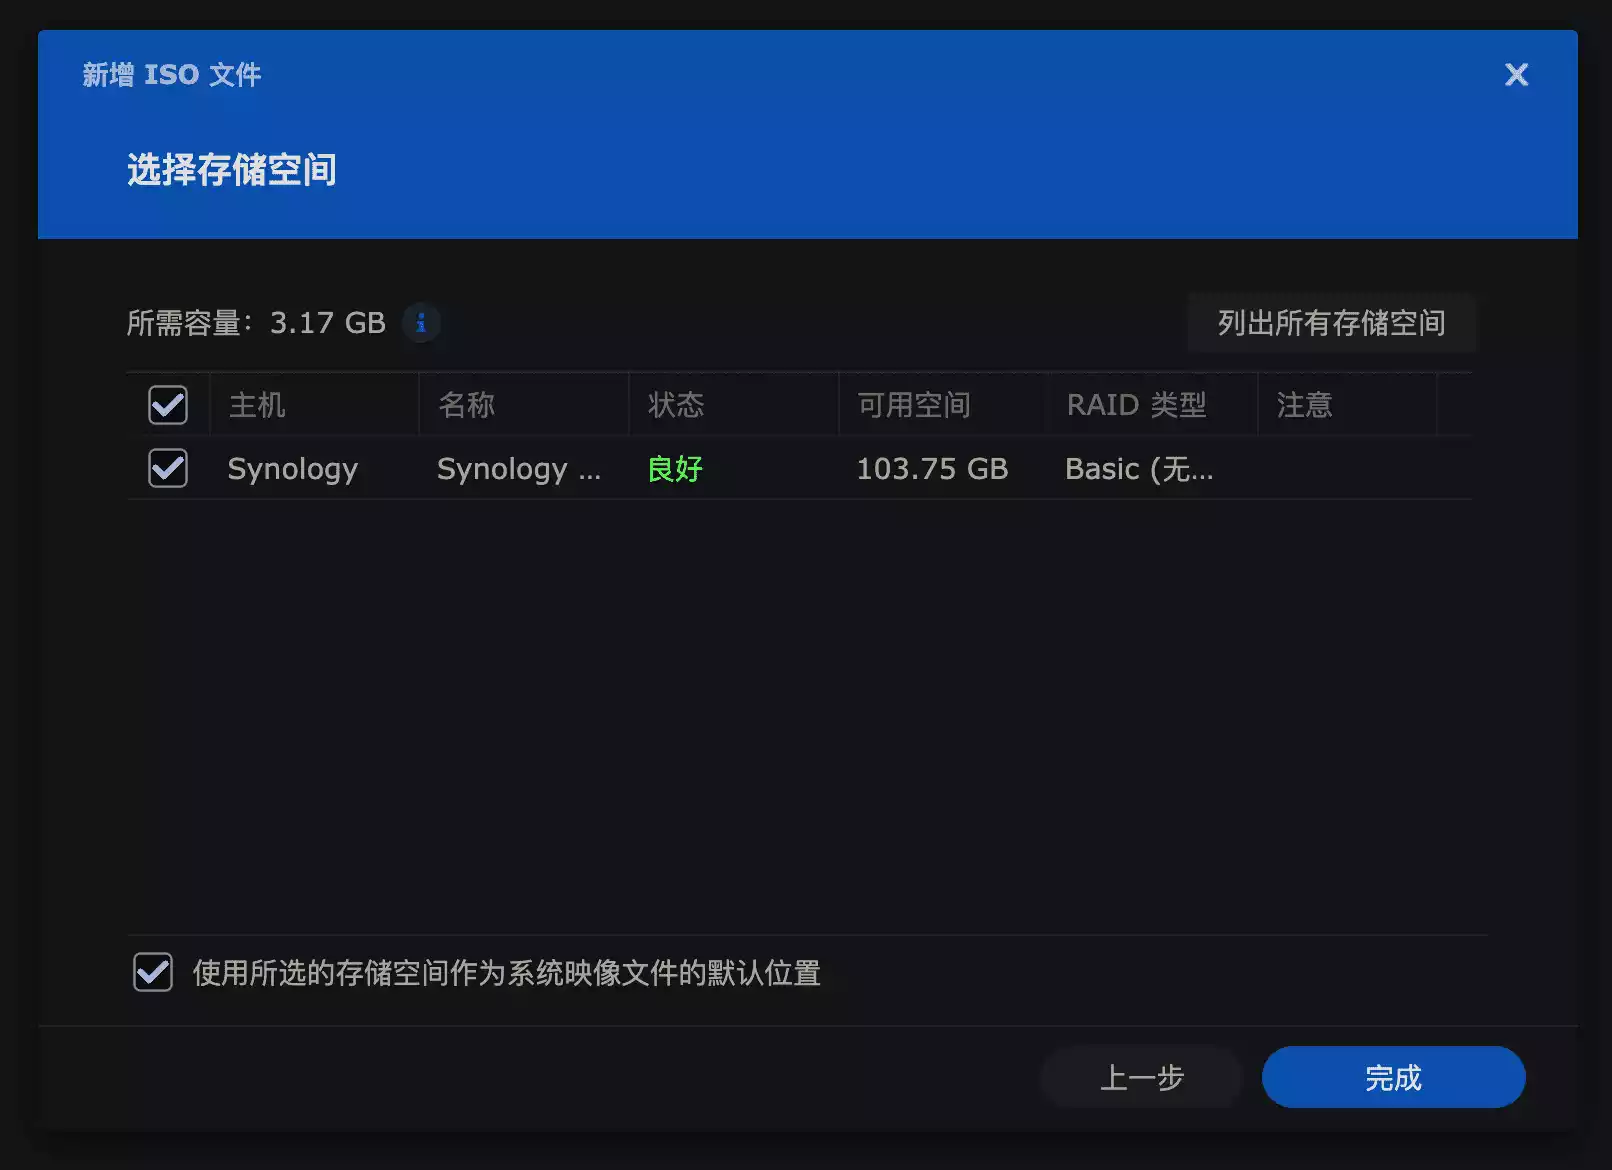 新增 ISO 文件
选择存储空间
所需容量：3.17 GB
列出所有存储空间
主机 名称 状态 可用空间 RAID 类型 注意
Synology Synology ... 良好 103.75 GB Basic (无...
使用所选的存储空间作为系统映像文件的默认位置
上一步 完成